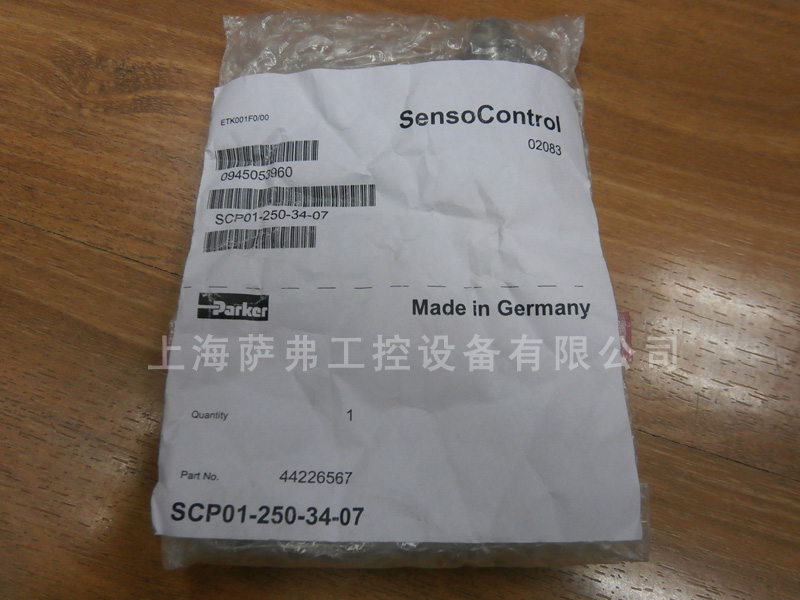 ETK001F0/00
SensoControl
02083
0945053960
SCP01-250-34-07
Parker
Made in Germany
上海萨弗工控设备有限公司
Quantity 1
Part No. 44226567
SCP01-250-34-07